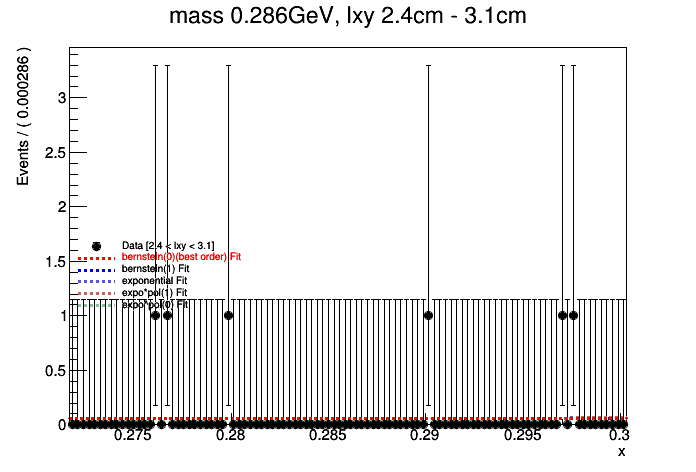 mass 0.286GeV, lxy 2.4cm - 3.1cm
Events / ( 0.000286 )
3
2.5
2
1.5
1
0.5
0
Data [2.4 < lxy < 3.1]
bernstein(0)(best order) Fit
bernstein(1) Fit
exponential Fit
expo*pol(1) Fit
expo*pol(0) Fit
0.275 0.28 0.285 0.29 0.295 0.3
x